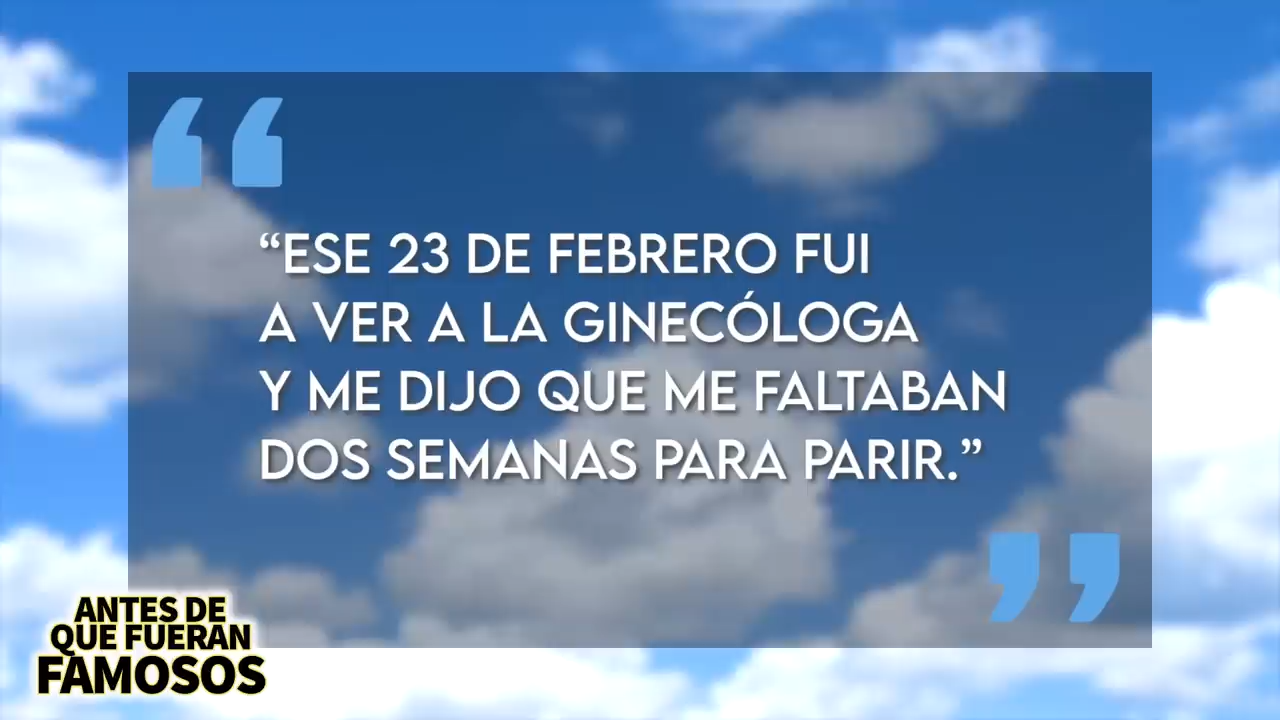 “ESE 23 DE FEBRERO FUI
A VER A LA GINECÓLOGA
Y ME DIJO QUE ME FALTABAN
DOS SEMANAS PARA PARIR.”
ANTES DE
QUE FUERAN
FAMOSOS